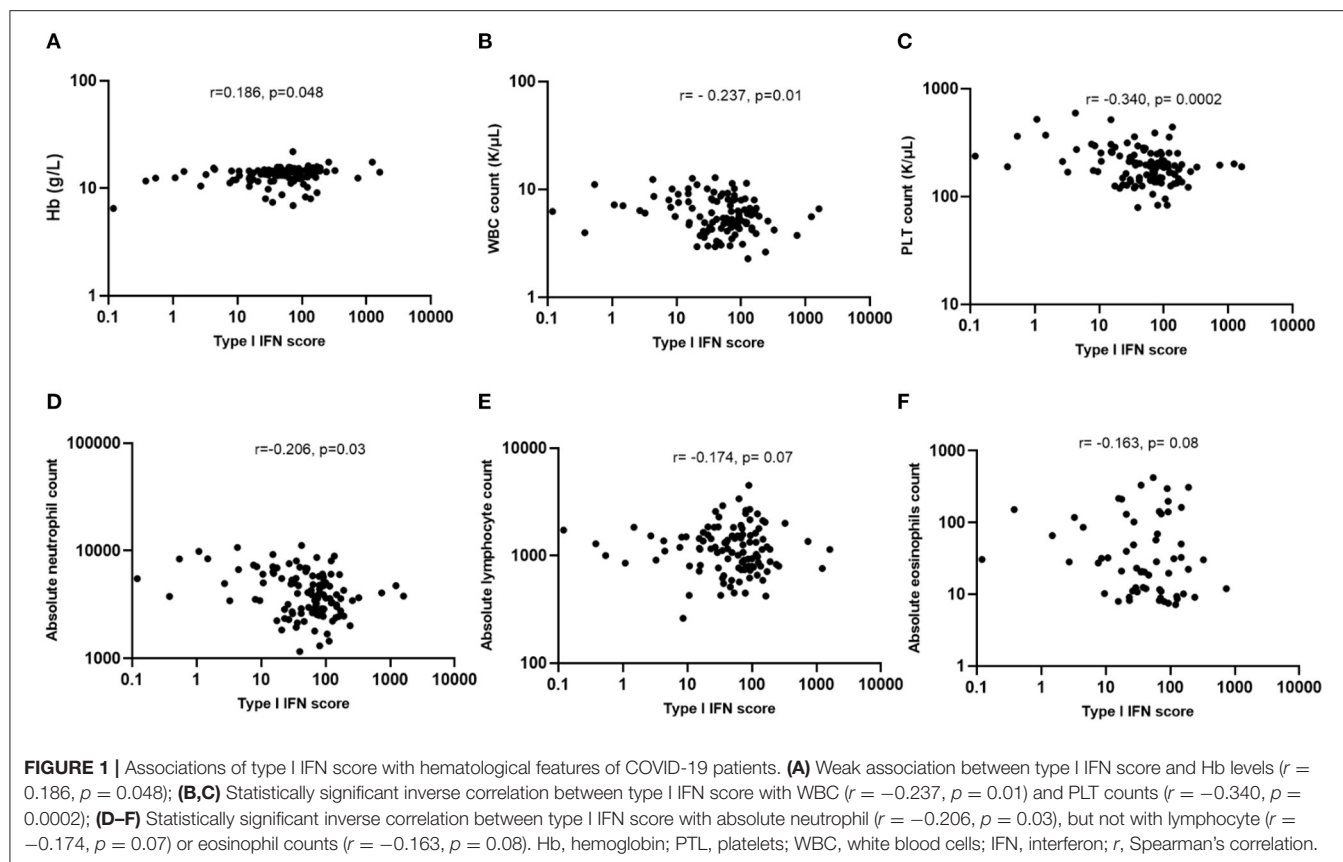 A
B
C
r=0.186, p=0.048
r= - 0.237, p=0.01
r= -0.340, p= 0.0002
Hb (g/L)
100
10
1
0.1 1 10 100 1000 10000
Type I IFN score
WBC count (K/µL)
100
10
1
0.1 1 10 100 1000 10000
Type I IFN score
PLT count (K/µL)
1000
100
10
0.1 1 10 100 1000 10000
Type I IFN score
D
E
F
r=-0.206, p=0.03
r= -0.174, p= 0.07
r= -0.163, p= 0.08
Absolute neutrophil count
100000
10000
1000
0.1 1 10 100 1000 10000
Type I IFN score
Absolute lymphocyte count
10000
1000
100
0.1 1 10 100 1000 10000
Type I IFN score
Absolute eosinophils count
1000
100
10
1
0.1 1 10 100 1000 10000
Type I IFN score
FIGURE 1 | Associations of type I IFN score with hematological features of COVID-19 patients. (A) Weak association between type I IFN score and Hb levels (r =
0.186, p = 0.048); (B,C) Statistically significant inverse correlation between type I IFN score with WBC (r = −0.237, p = 0.01) and PLT counts (r = −0.340, p =
0.0002); (D–F) Statistically significant inverse correlation between type I IFN score with absolute neutrophil (r = −0.206, p = 0.03), but not with lymphocyte (r =
−0.174, p = 0.07) or eosinophil counts (r = −0.163, p = 0.08). Hb, hemoglobin; PTL, platelets; WBC, white blood cells; IFN, interferon; r, Spearman's correlation.